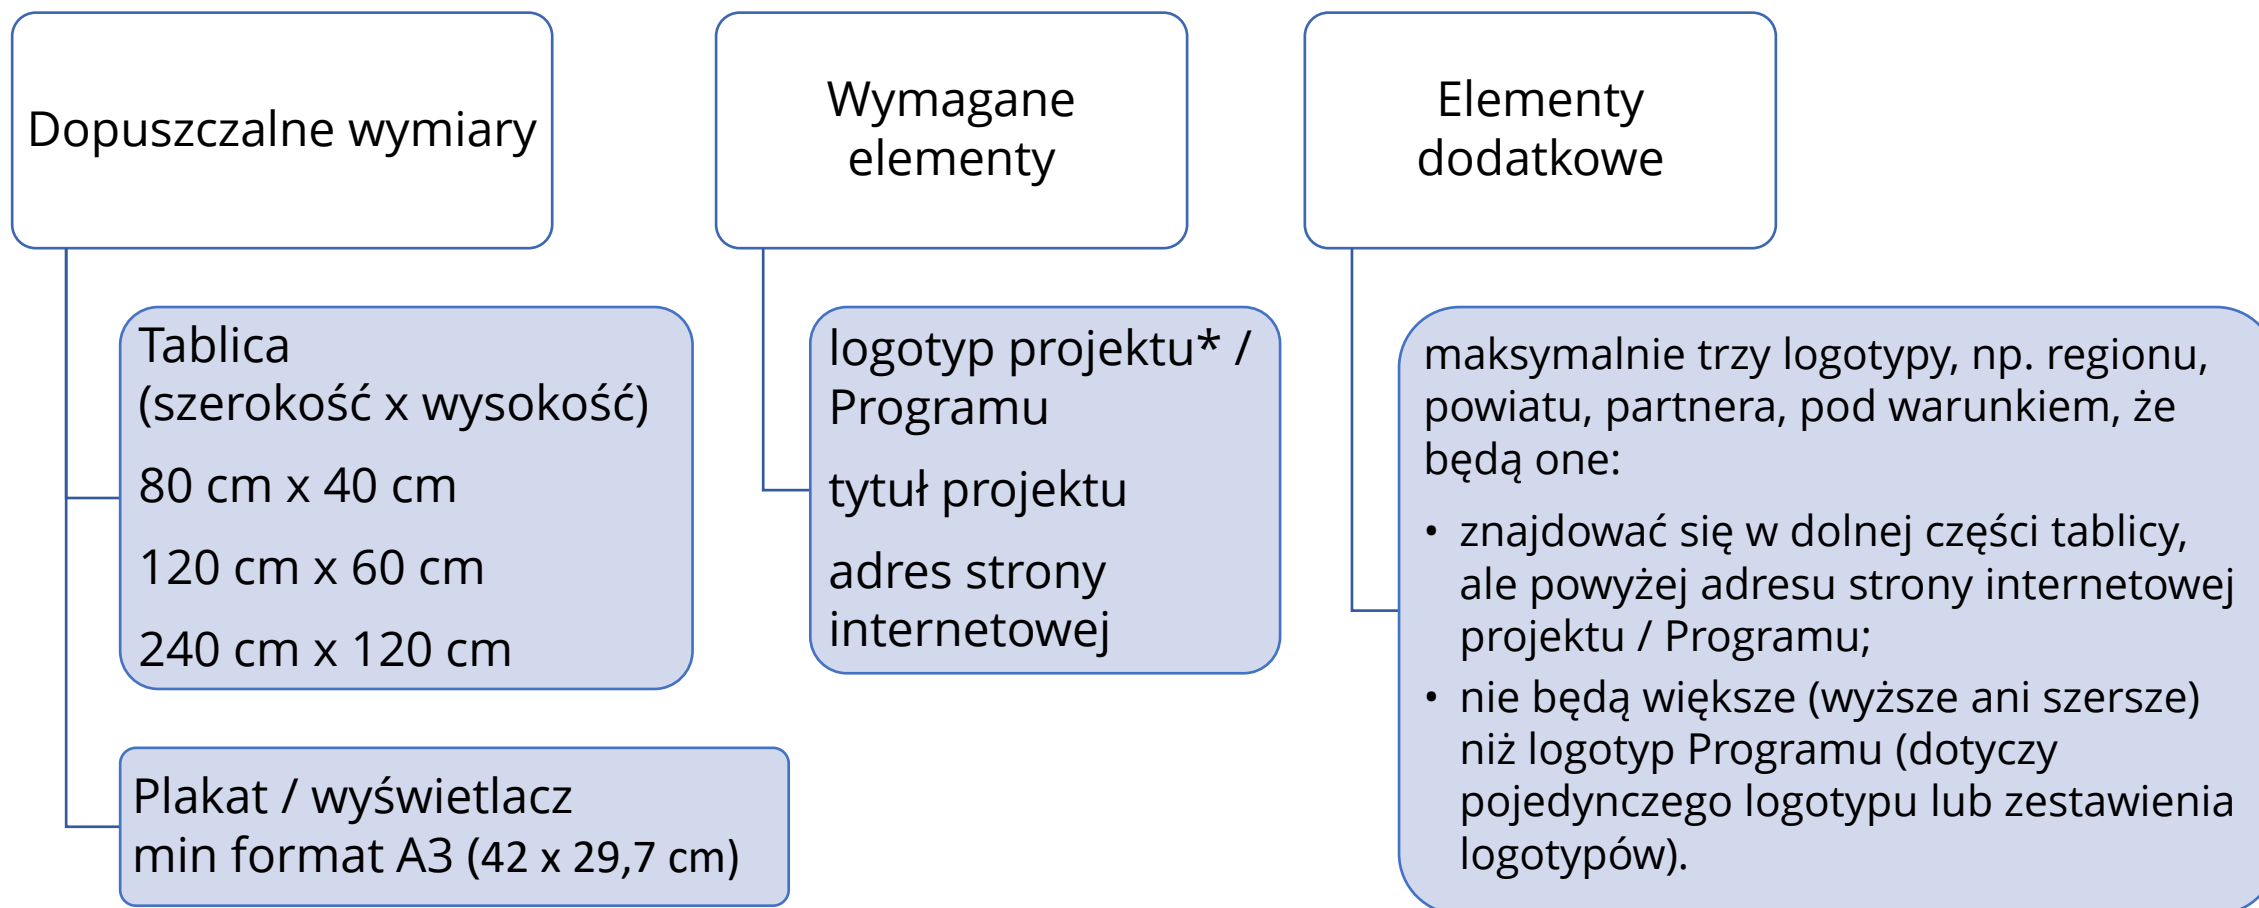 Dopuszczalne wymiary
Tablica
(szerokość x wysokość)
80 cm x 40 cm
120 cm x 60 cm
240 cm x 120 cm
Plakat / wyświetlacz
min format A3 (42 x 29,7 cm)
Wymagane
elementy
logotyp projektu* /
Programu
tytuł projektu
adres strony
internetowej
Elementy
dodatkowe
maksymalnie trzy logotypy, np. regionu,
powiatu, partnera, pod warunkiem, że
będą one:
• znajdować się w dolnej części tablicy,
ale powyżej adresu strony internetowej
projektu / Programu;
• nie będą większe (wyższe ani szersze)
niż logotyp Programu (dotyczy
pojedynczego logotypu lub zestawienia
logotypów).